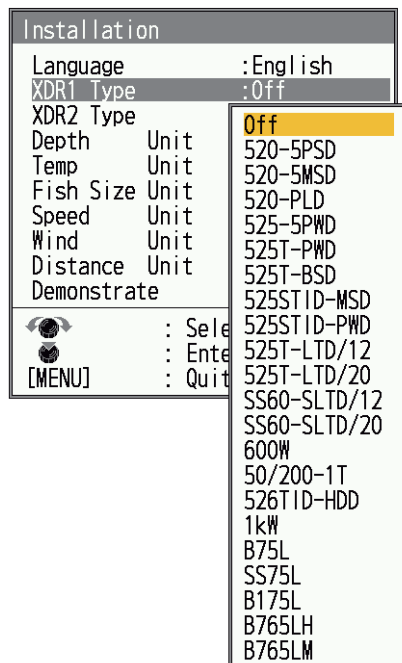 Installation
Language :English
XDR1 Type :Off
XDR2 Type
Depth Unit
Temp Unit
Fish Size Unit
Speed Unit
Wind Unit
Distance Unit
Demonstrate
: Sele
: Ente
[MENU] : Quit
Off
520-5PSD
520-5MSD
520-PLD
525-5PWD
525T-PWD
525T-BSD
525STID-MSD
525STID-PWD
525T-LTD/12
525T-LTD/20
SS60-SLTD/12
SS60-SLTD/20
600W
50/200-1T
526TID-HDD
1kW
B75L
SS75L
B175L
B765LH
B765LM